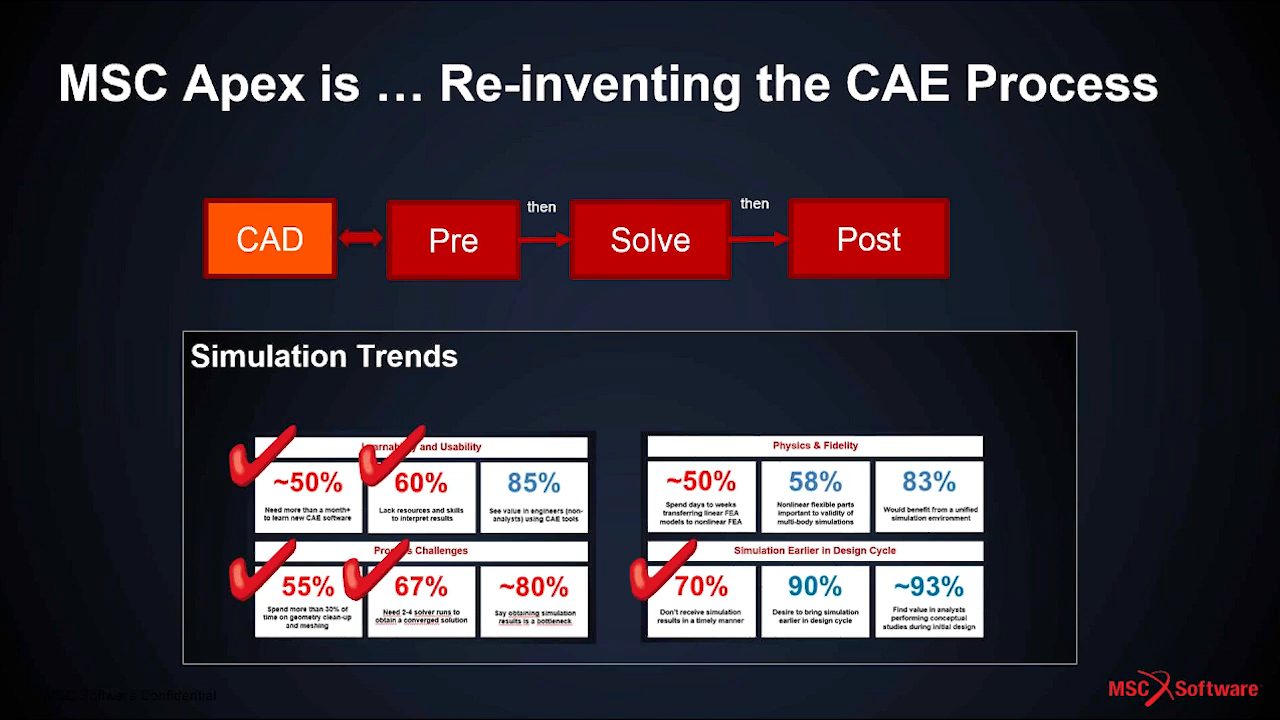 MSC Apex is … Re-inventing the CAE Process
then
then
CAD
Pre
Solve
Post
Simulation Trends
Learnability and Usability
~50%
Need more than a month+
to learn new CAE software
60%
Lack resources and skills
to interpret results
85%
See value in engineers (non-
analysts) using CAE tools
Process Challenges
55%
Spend more than 30% of
time on geometry clean-up
and meshing
67%
Need 2-4 solver runs to
obtain a converged solution
~80%
Say obtaining simulation
results is a bottleneck
Physics & Fidelity
~50%
Spend days to weeks
transferring linear FEA
models to nonlinear FEA
58%
Nonlinear flexible parts
important to validity of
multi-body simulations
83%
Would benefit from a unified
simulation environment
Simulation Earlier in Design Cycle
70%
Don't receive simulation
results in a timely manner
90%
Desire to bring simulation
earlier in design cycle
~93%
Find value in analysts
performing conceptual
studies during initial design
MSC Software Confidential
MSC Software